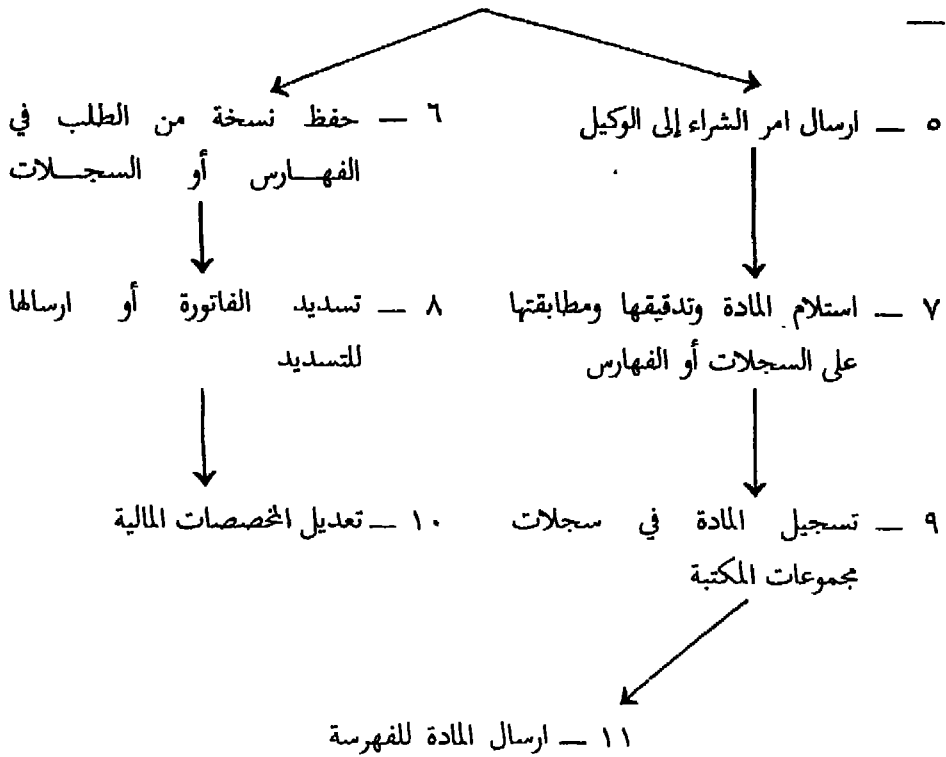 ٥ — ارسال امر الشراء إلى الوكيل
٦ — حفظ نسخة من الطلب في
الفهارس أو السجلات
٧ — استلام المادة وتدقيقها ومطابقتها
على السجلات أو الفهارس
٨ — تسديد الفاتورة أو ارسالها
للتسديد
٩ — تسجيل المادة في سجلات
مجموعات المكتبة
١٠ — تعديل المخصصات المالية
١١ — ارسال المادة للفهرسة